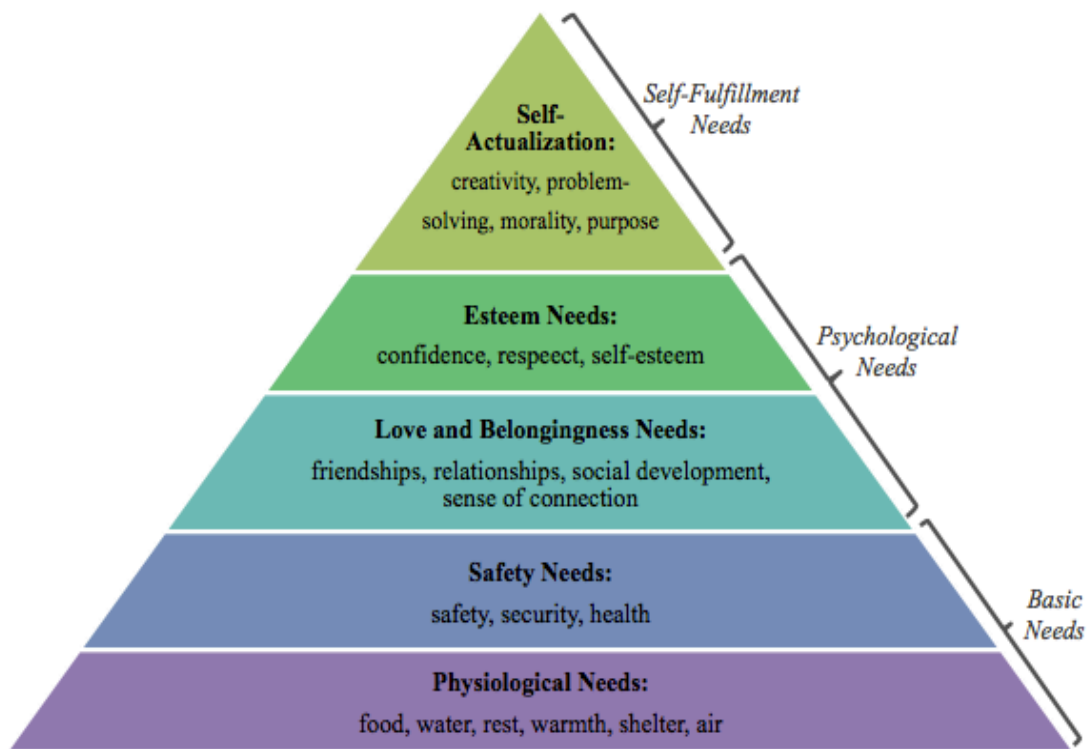 Self-
Actualization:
creativity, problem-
solving, morality, purpose
Self-Fulfillment
Needs
Esteem Needs:
confidence, respeect, self-esteem
Psychological
Needs
Love and Belongingness Needs:
friendships, relationships, social development,
sense of connection
Safety Needs:
safety, security, health
Basic
Needs
Physiological Needs:
food, water, rest, warmth, shelter, air